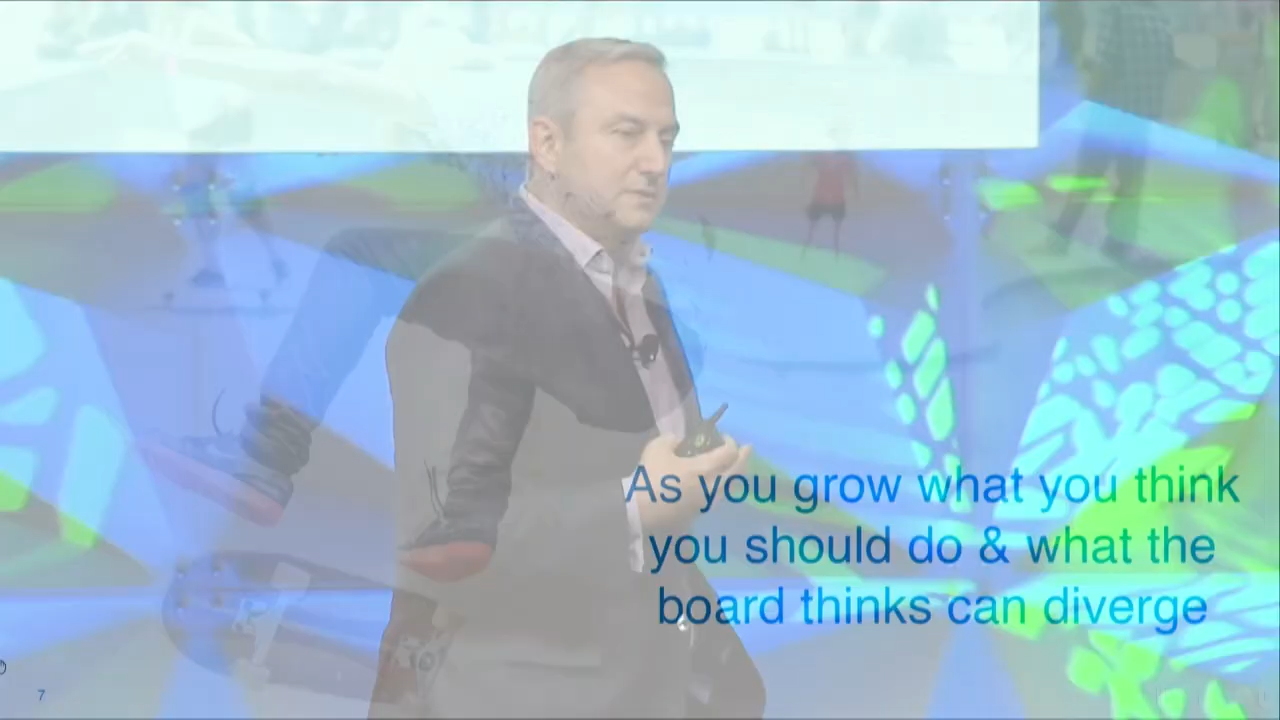 As you grow what you think
you should do & what the
board thinks can diverge
7